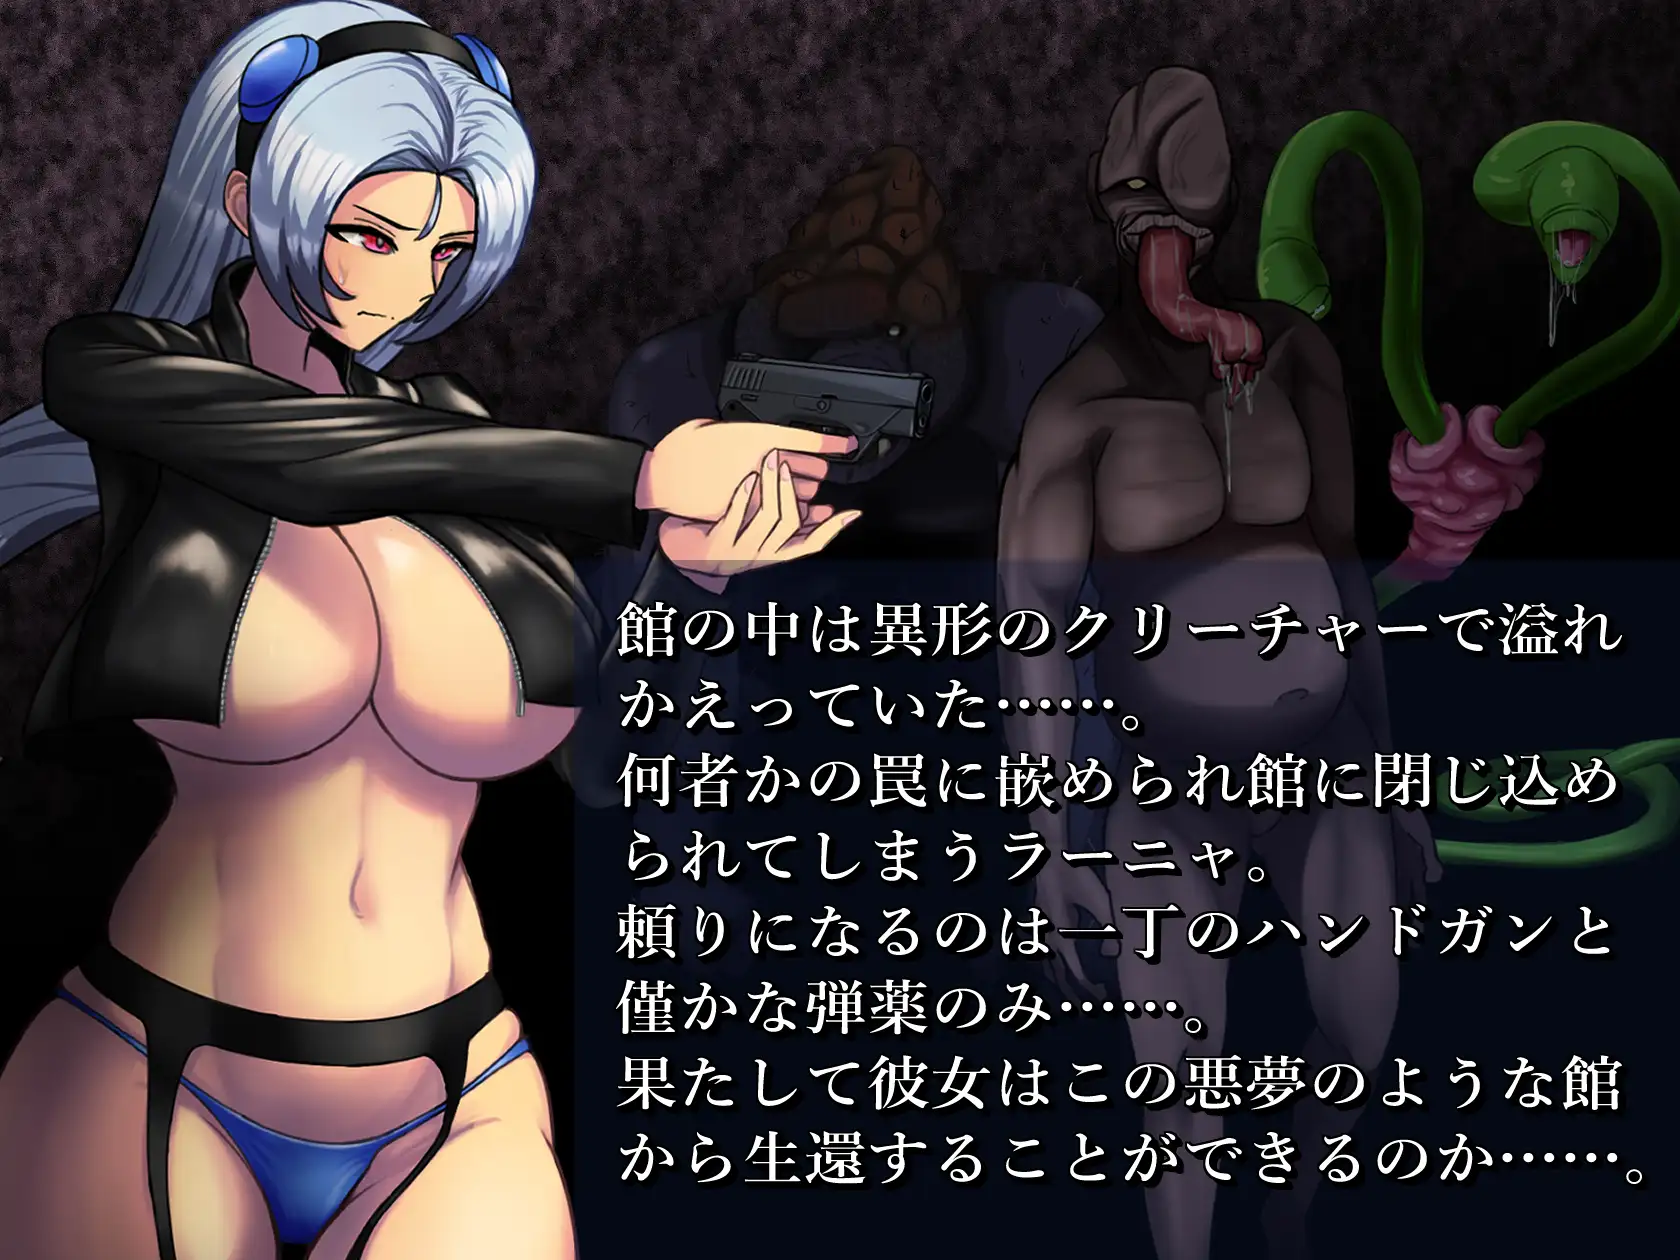 館の中は異形のクリーチャーで溢れ
かえっていた……。
何者かの罠に嵌められ館に閉じ込め
られてしまうラーニャ。
頼りになるのは一丁のハンドガンと
僅かな弾薬のみ……。
果たして彼女はこの悪夢のような館
から生還することができるのか……。